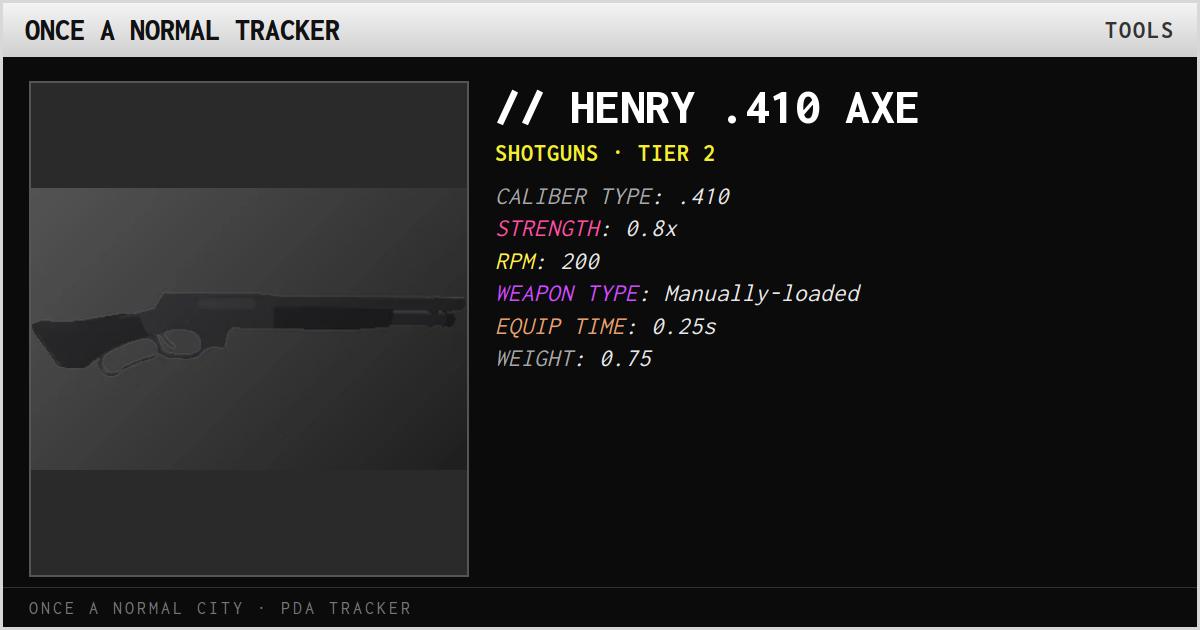 ONCE A NORMAL TRACKER
TOOLS
// HENRY .410 AXE
SHOTGUNS · TIER 2
CALIBER TYPE: .410
STRENGTH: 0.8x
RPM: 200
WEAPON TYPE: Manually-loaded
EQUIP TIME: 0.25s
WEIGHT: 0.75
ONCE A NORMAL CITY · PDA TRACKER